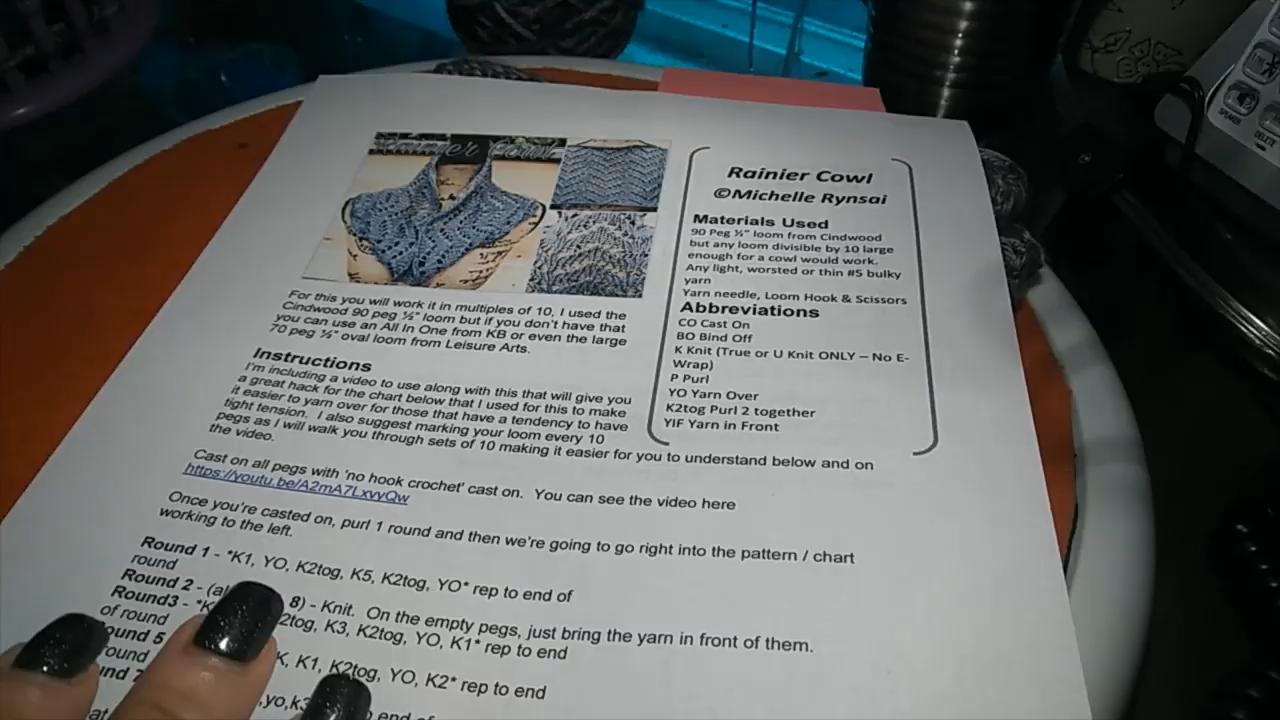 Rainier Cowl
Rainier Cowl
©Michelle Rynsai
Materials Used
90 Peg ½" loom from Cindwood
but any loom divisible by 10 large
enough for a cowl would work.
Any light, worsted or thin #5 bulky
yarn
Yarn needle, Loom Hook & Scissors
Abbreviations
CO Cast On
BO Bind Off
K Knit (True or U Knit ONLY – No E-
Wrap)
P Purl
YO Yarn Over
K2tog Purl 2 together
YIF Yarn in Front
For this you will work it in multiples of 10, I used the
Cindwood 90 peg ½" loom but if you don't have that
you can use an All In One from KB or even the large
70 peg ½" oval loom from Leisure Arts.
Instructions
I'm including a video to use along with this that will give you
a great hack for the chart below that I used for this to make
it easier to yarn over for those that have a tendency to have
tight tension. I also suggest marking your loom every 10
pegs as I will walk you through sets of 10 making it easier for you to understand below and on
the video.
Cast on all pegs with 'no hook crochet' cast on. You can see the video here
https://youtu.be/A2mA7LxvyQw
Once you're casted on, purl 1 round and then we're going to go right into the pattern / chart
working to the left.
Round 1 - *K1, YO, K2tog, K5, K2tog, YO* rep to end of
round
Round 2 - 8) - Knit. On the empty pegs, just bring the yarn in front of them.
Round3 - *K 2tog, K3, K2tog, YO, K1* rep to end
of round
ound 5 K, K1, K2tog, YO, K2* rep to end
round
nd 7 ,yo,k3 end of
at
SPEAKER
DELETE